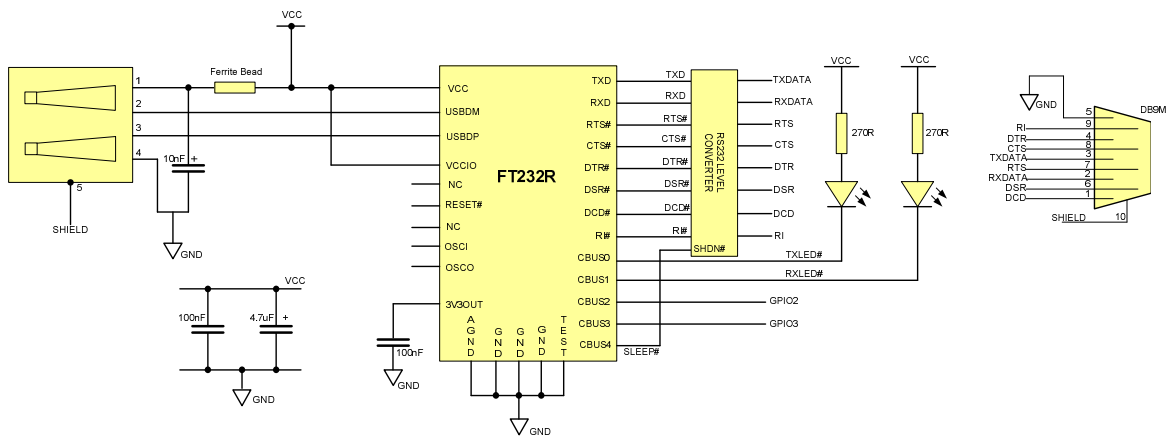 VCC
Ferrite Bead
1
2
3
4
5
SHIELD
10nF +
GND
VCC
100nF
4.7uF +
GND
FT232R
VCC
USBDM
USBDP
VCCIO
NC
RESET#
NC
OSCI
OSCO
3V3OUT
100nF
GND
AGND
GND
GND
GND
TEST
GND
TXD
RXD
RTS#
CTS#
DTR#
DSR#
DCD#
RI#
CBUS0
CBUS1
CBUS2
CBUS3
CBUS4
TXD
RXD
RTS#
CTS#
DTR#
DSR#
DCD#
RI#
SLEEP#
RS232 LEVEL
CONVERTER
SHDN#
TXDATA
RXDATA
RTS
CTS
DTR
DSR
DCD
RI
TXLED#
RXLED#
GPIO2
GPIO3
VCC
270R
VCC
270R
GND
DB9M
5
RI 9
DTR 4
CTS 8
TXDATA 3
RTS 7
RXDATA 2
DSR 6
DCD 1
SHIELD 10